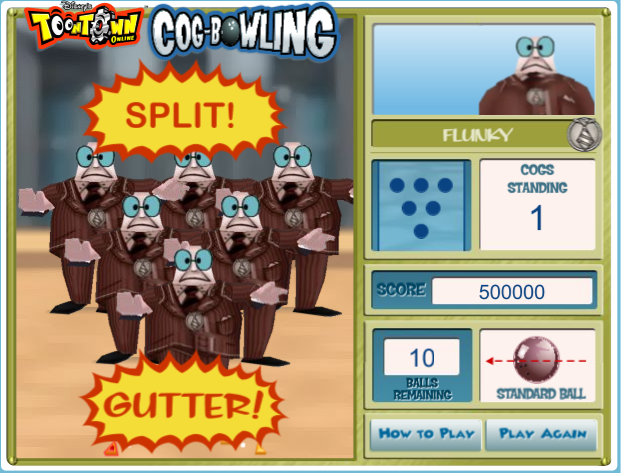 Disney's
TOONTOWN
ONLINE
COG-BOWLING
SPLIT!
GUTTER!
FLUNKY
COGS
STANDING
1
SCORE 500000
10
BALLS
REMAINING
STANDARD BALL
HOW TO PLAY PLAY AGAIN